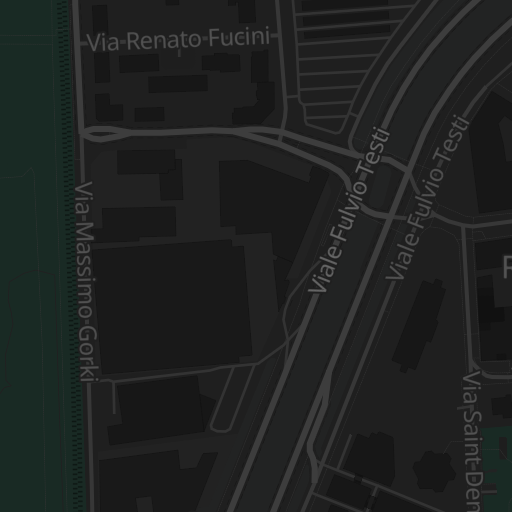 Via Renato Fucini
Viale Fulvio Testi
Viale Fulvio Testi
Via Massimo Gorki
Via Saint Den